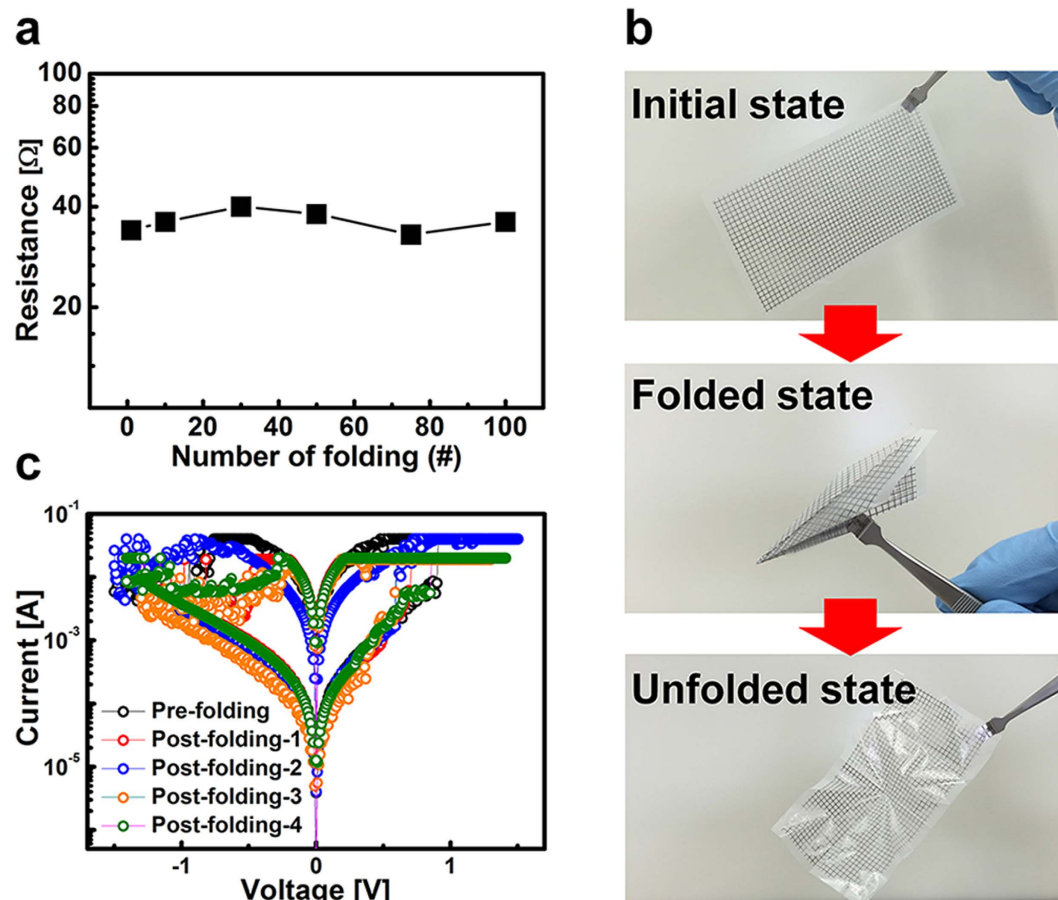 a
100
80
60
40
20
Resistance [Ω]
0 20 40 60 80 100
Number of folding (#)
b
Initial state
Folded state
Unfolded state
c
10⁻¹
10⁻³
10⁻⁵
Current [A]
Pre-folding
Post-folding-1
Post-folding-2
Post-folding-3
Post-folding-4
-1 0 1
Voltage [V]